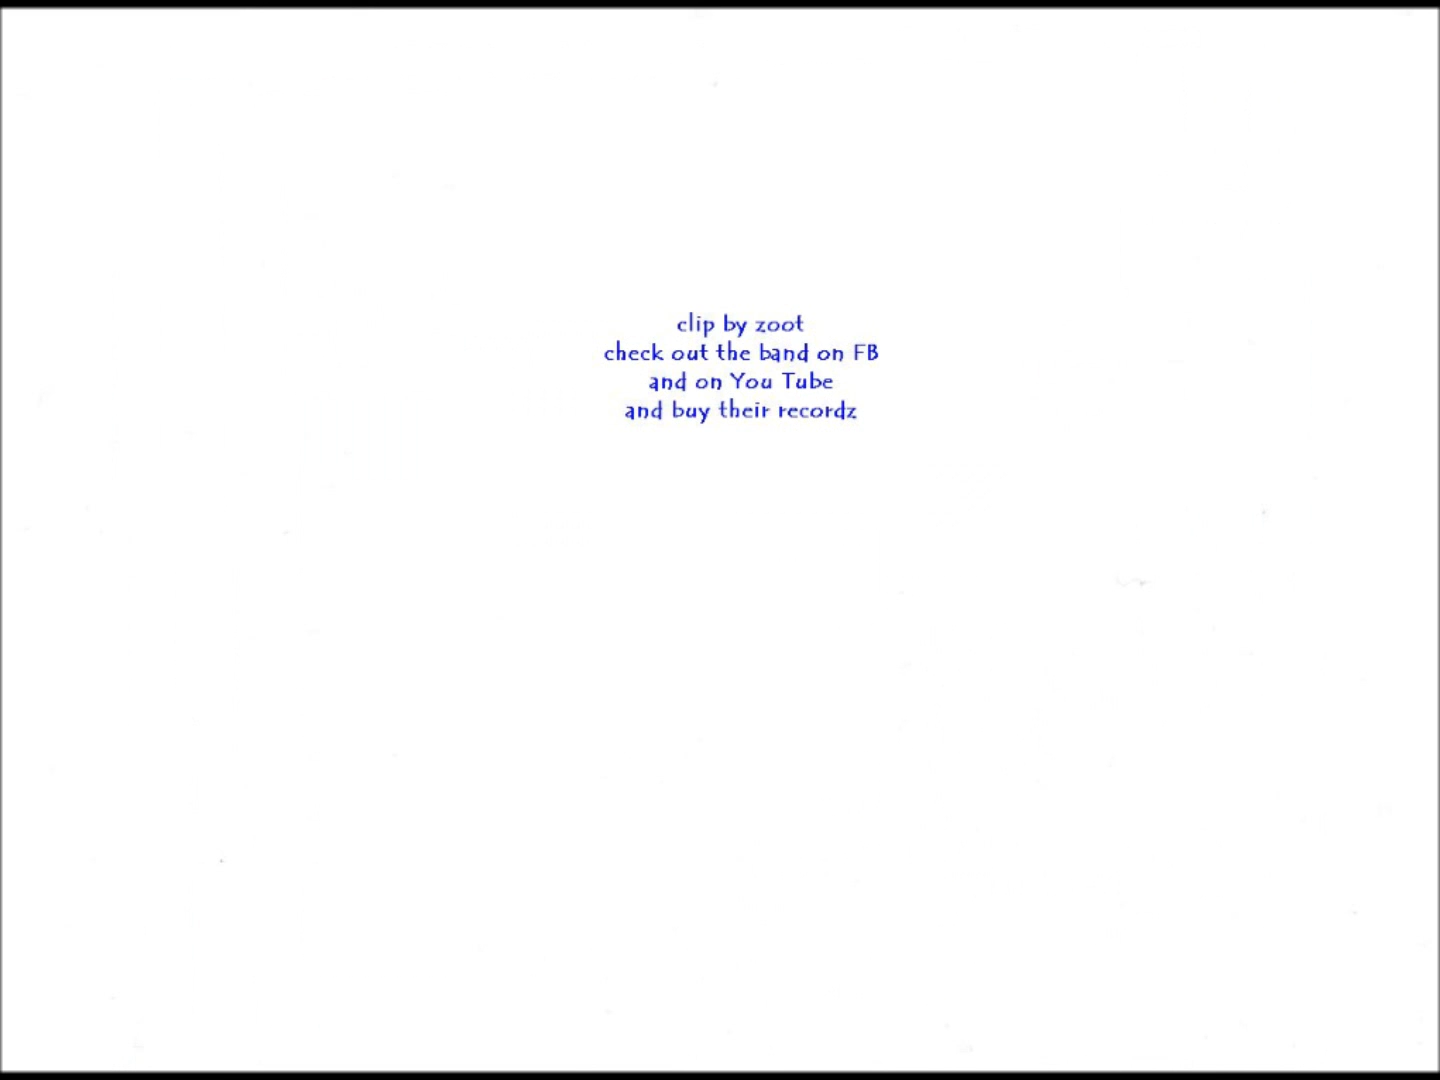 clip by zoot
check out the band on FB
and on You Tube
and buy their recordz